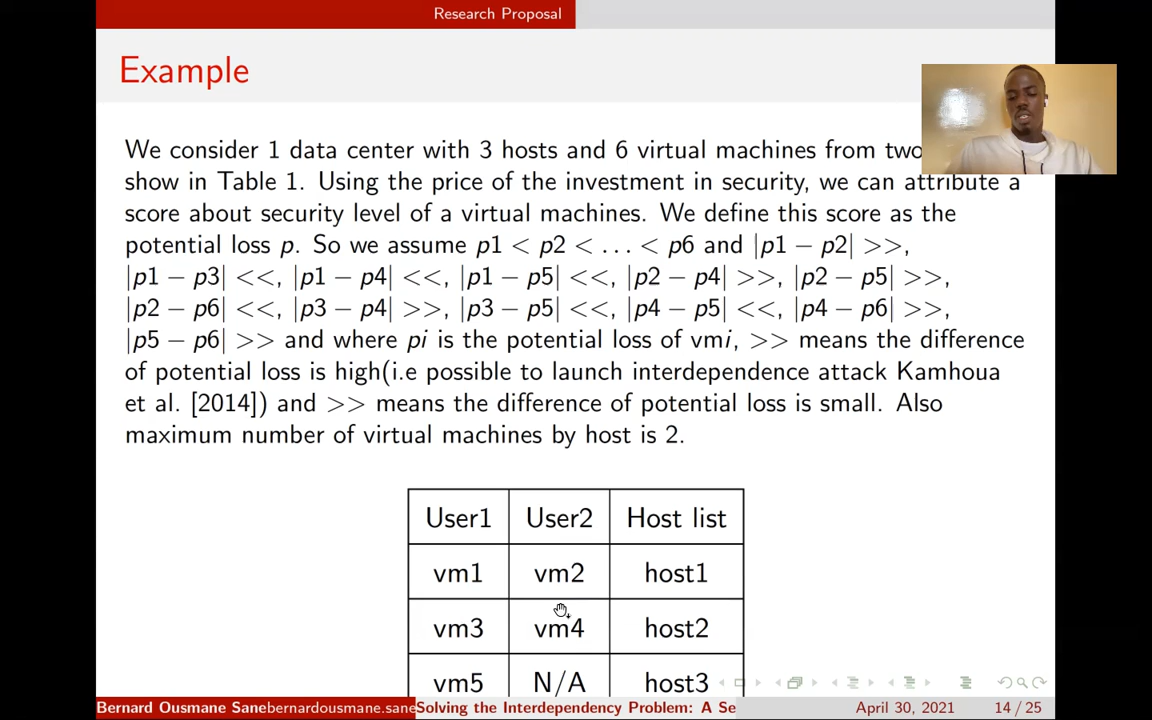 Research Proposal
Example
We consider 1 data center with 3 hosts and 6 virtual machines from two
show in Table 1. Using the price of the investment in security, we can attribute a
score about security level of a virtual machines. We define this score as the
potential loss p. So we assume p1 < p2 < . . . < p6 and |p1 − p2| >>,
|p1 − p3| <<, |p1 − p4| <<, |p1 − p5| <<, |p2 − p4| >>, |p2 − p5| >>,
|p2 − p6| <<, |p3 − p4| >>, |p3 − p5| <<, |p4 − p5| <<, |p4 − p6| >>,
|p5 − p6| >> and where pi is the potential loss of vmi, >> means the difference
of potential loss is high(i.e possible to launch interdependence attack Kamhoua
et al. [2014]) and >> means the difference of potential loss is small. Also
maximum number of virtual machines by host is 2.
User1 User2 Host list
vm1 vm2 host1
vm3 vm4 host2
vm5 N/A host3
Bernard Ousmane Sanebernardousmane.sane Solving the Interdependency Problem: A Se April 30, 2021 14 / 25